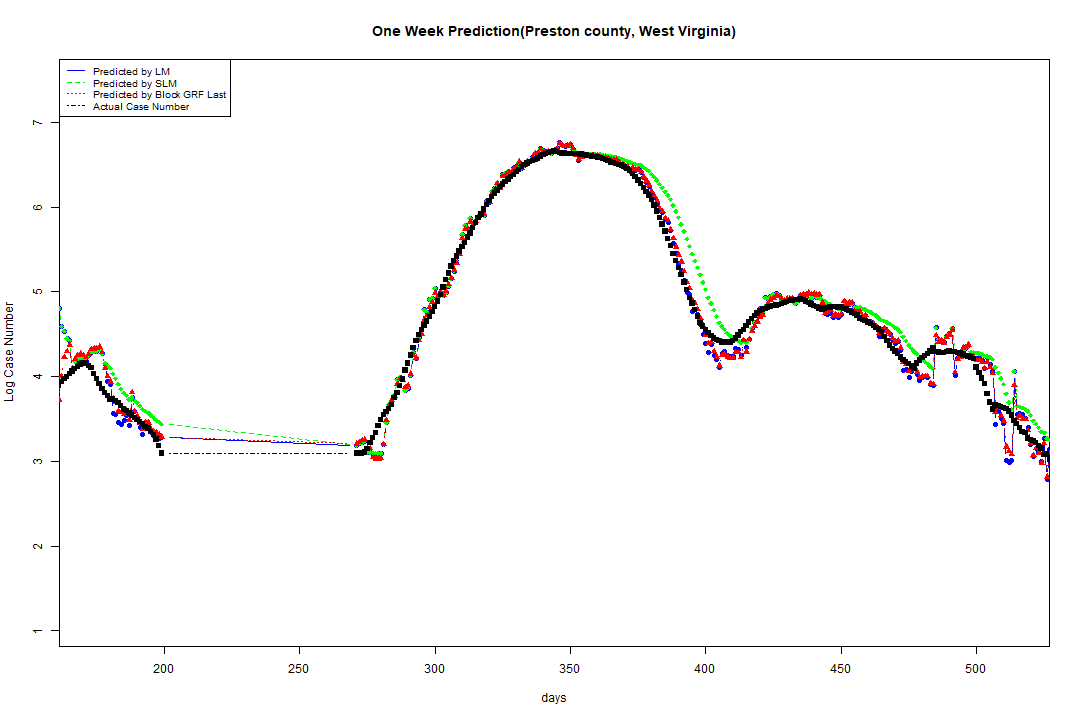 One Week Prediction(Preston county, West Virginia)
Predicted by LM
Predicted by SLM
Predicted by Block GRF Last
Actual Case Number
Log Case Number
7
6
5
4
3
2
1
200 250 300 350 400 450 500
days